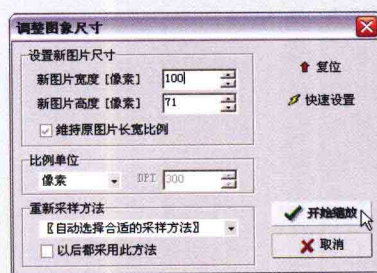 调整图象尺寸
设置新图片尺寸
新图片宽度 [像素] 100
新图片高度 [像素] 71
維持原图片长宽比例
比例单位
像素 DPI 300
重新采样方法
〖自动选择合适的采样方法〗
以后都采用此方法
复位
快速设置
开始缩放
取消